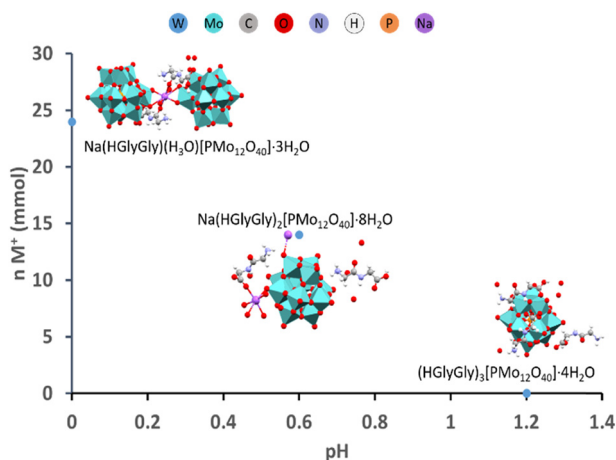 W Mo C O N H P Na
n M⁺ (mmol)
30
25
20
15
10
5
0
Na(HGlyGly)(H₃O)[PMo₁₂O₄₀]·3H₂O
Na(HGlyGly)₂[PMo₁₂O₄₀]·8H₂O
(HGlyGly)₃[PMo₁₂O₄₀]·4H₂O
0 0.2 0.4 0.6 0.8 1 1.2 1.4
pH